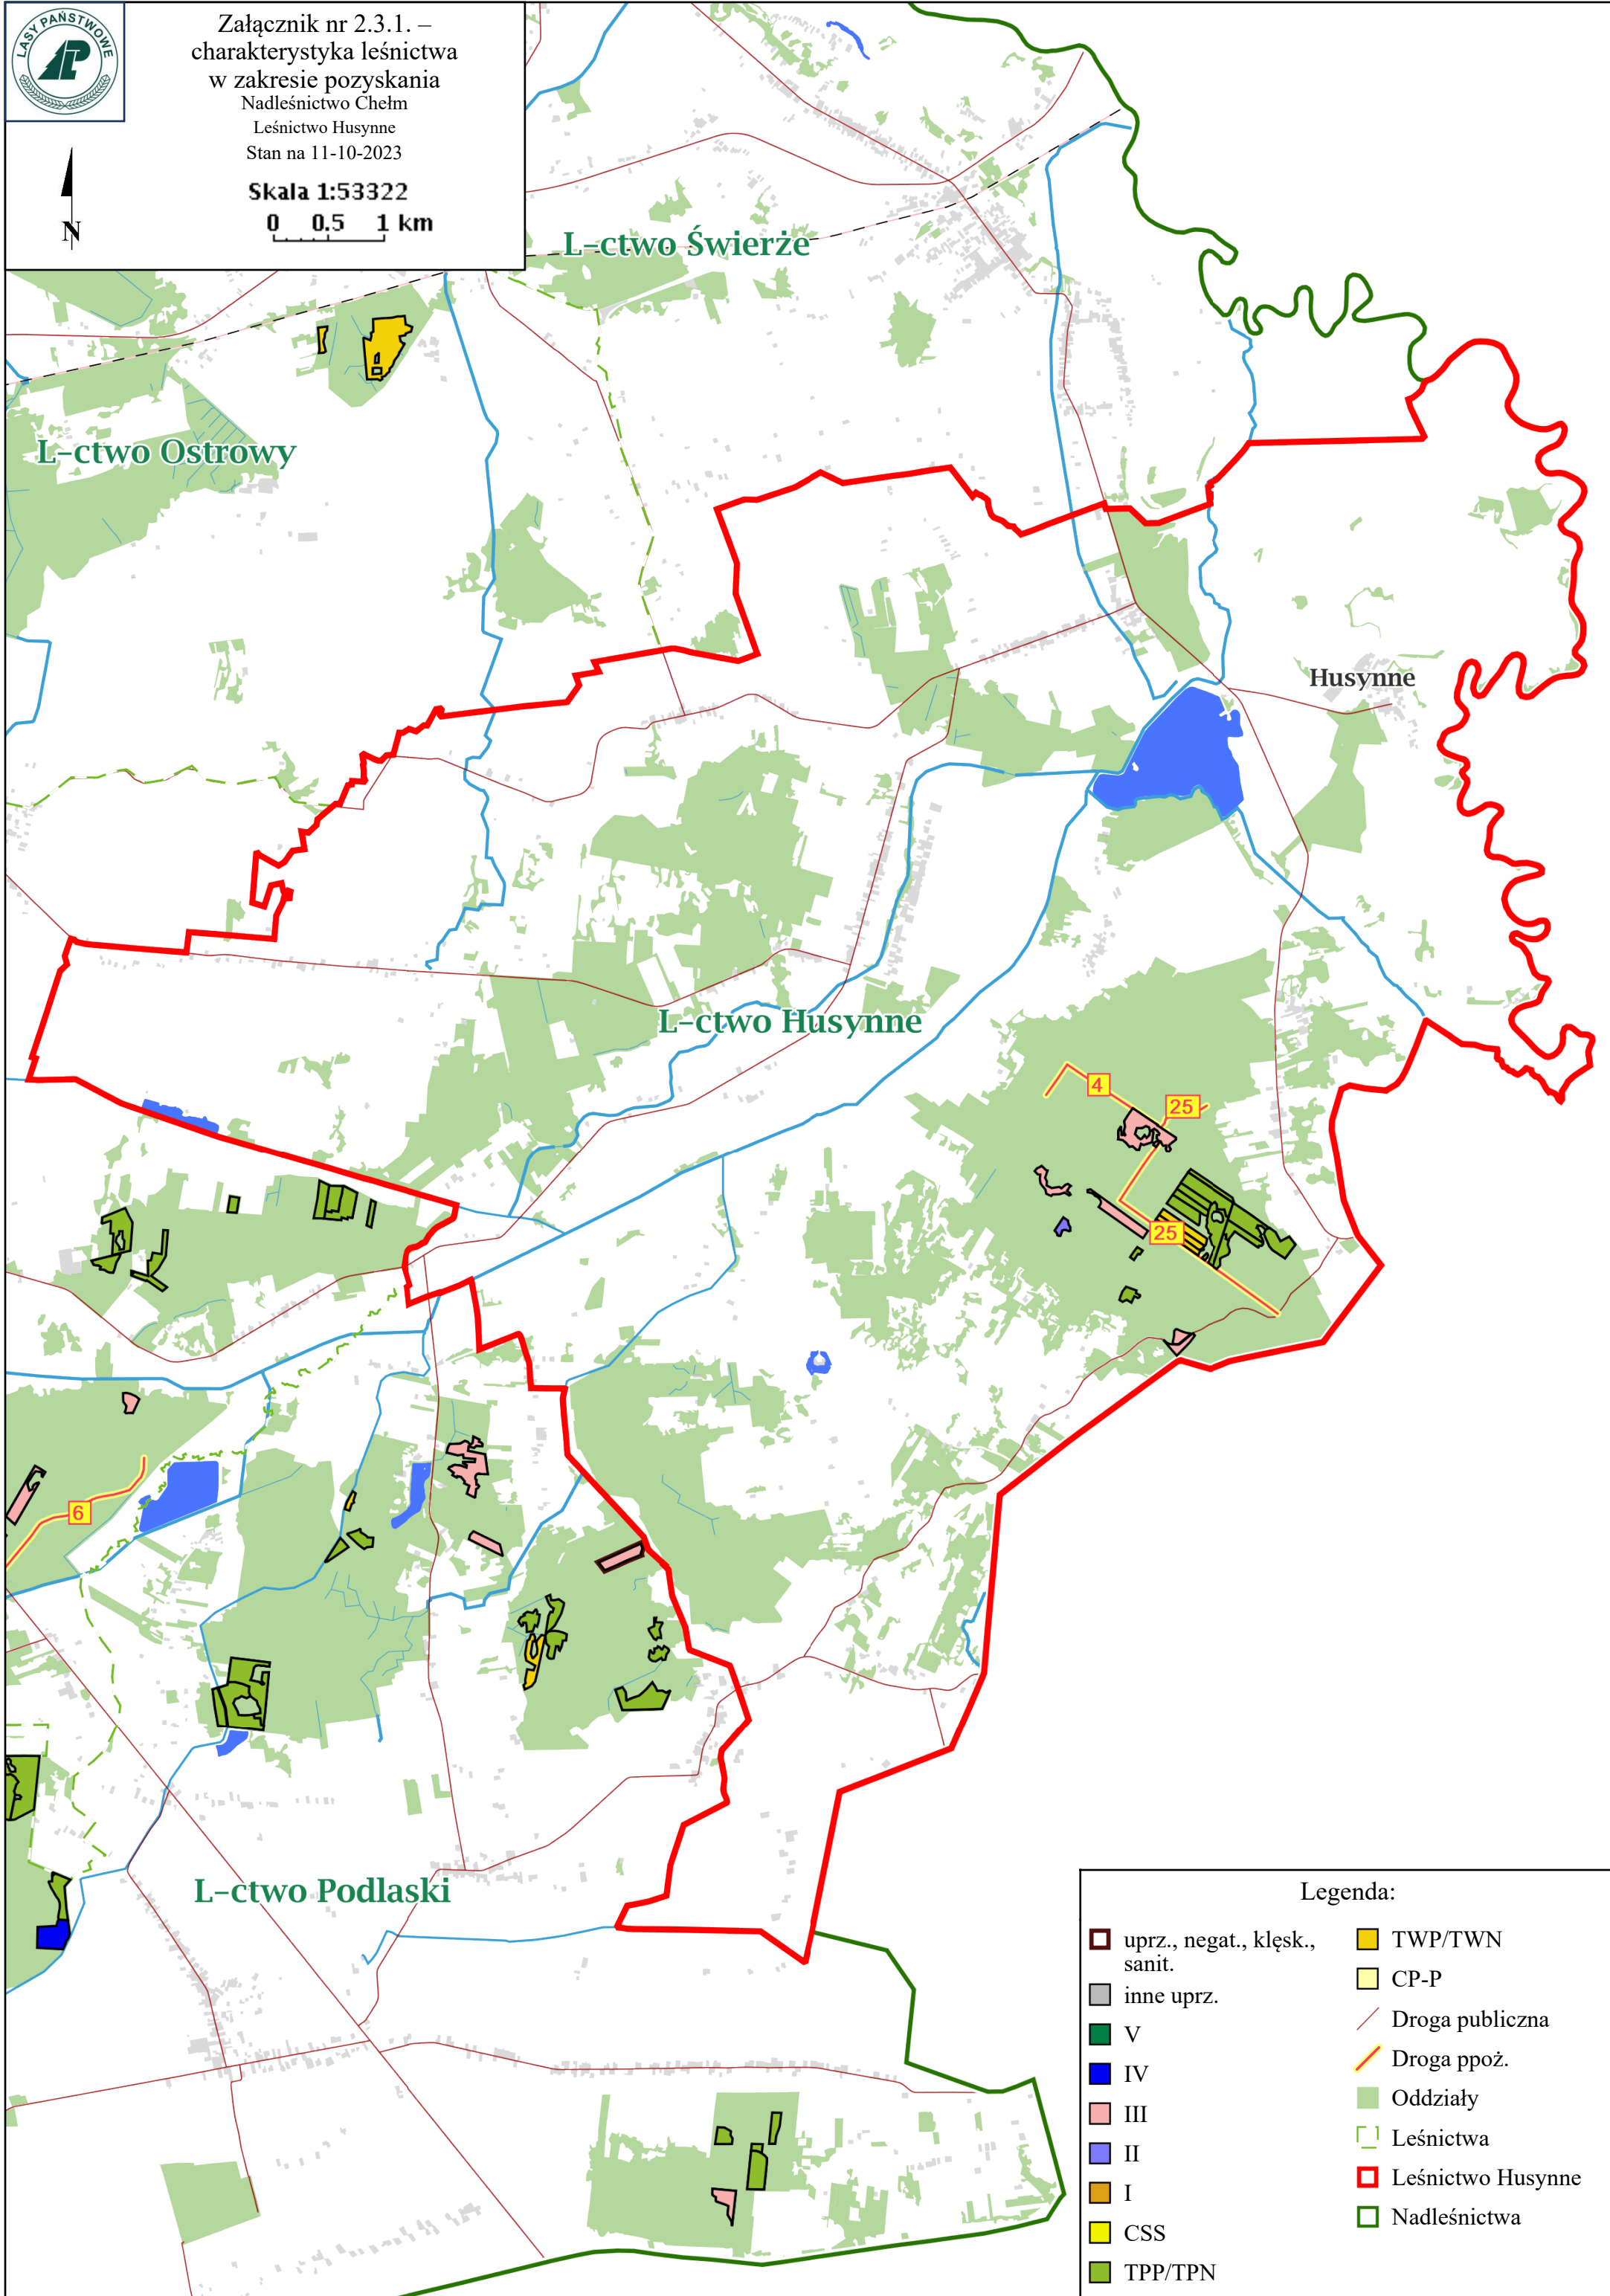 LASY PAŃSTWOWE
Załącznik nr 2.3.1. –
charakterystyka leśnictwa
w zakresie pozyskania
Nadleśnictwo Chełm
Leśnictwo Husynne
Stan na 11-10-2023
Skala 1:53322
0 0.5 1 km
N
L-ctwo Świerże
L-ctwo Ostrowy
Husynne
L-ctwo Husynne
4
25
25
6
L-ctwo Podlaski
Legenda:
uprz., negat., klęsk.,
sanit.
inne uprz.
V
IV
III
II
I
CSS
TPP/TPN
TWP/TWN
CP-P
Droga publiczna
Droga ppoż.
Oddziały
Leśnictwa
Leśnictwo Husynne
Nadleśnictwa